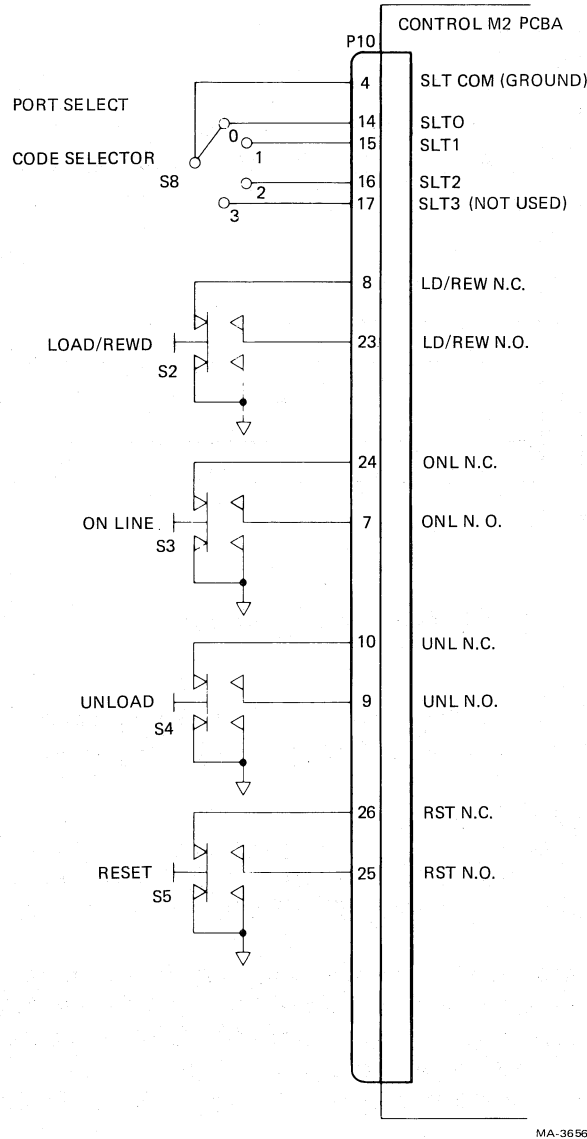 CONTROL M2 PCBA
P10
4 SLT COM (GROUND)
PORT SELECT
0 14 SLT0
1 15 SLT1
CODE SELECTOR
S8
2 16 SLT2
3 17 SLT3 (NOT USED)
8 LD/REW N.C.
LOAD/REWD 23 LD/REW N.O.
S2
24 ONL N.C.
ON LINE 7 ONL N. O.
S3
10 UNL N.C.
UNLOAD 9 UNL N.O.
S4
26 RST N.C.
RESET 25 RST N.O.
S5
MA-3656